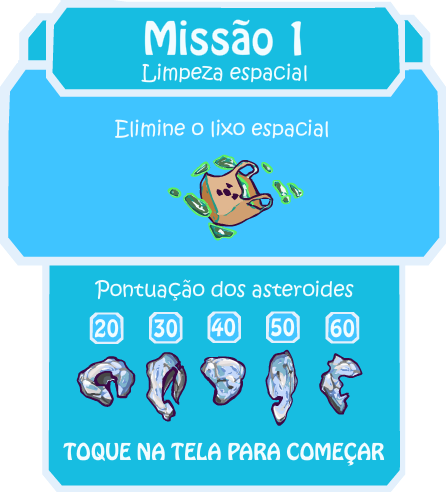 Missão 1
Limpeza espacial
Elimine o lixo espacial
Pontuação dos asteroides
20 30 40 50 60
TOQUE NA TELA PARA COMEÇAR